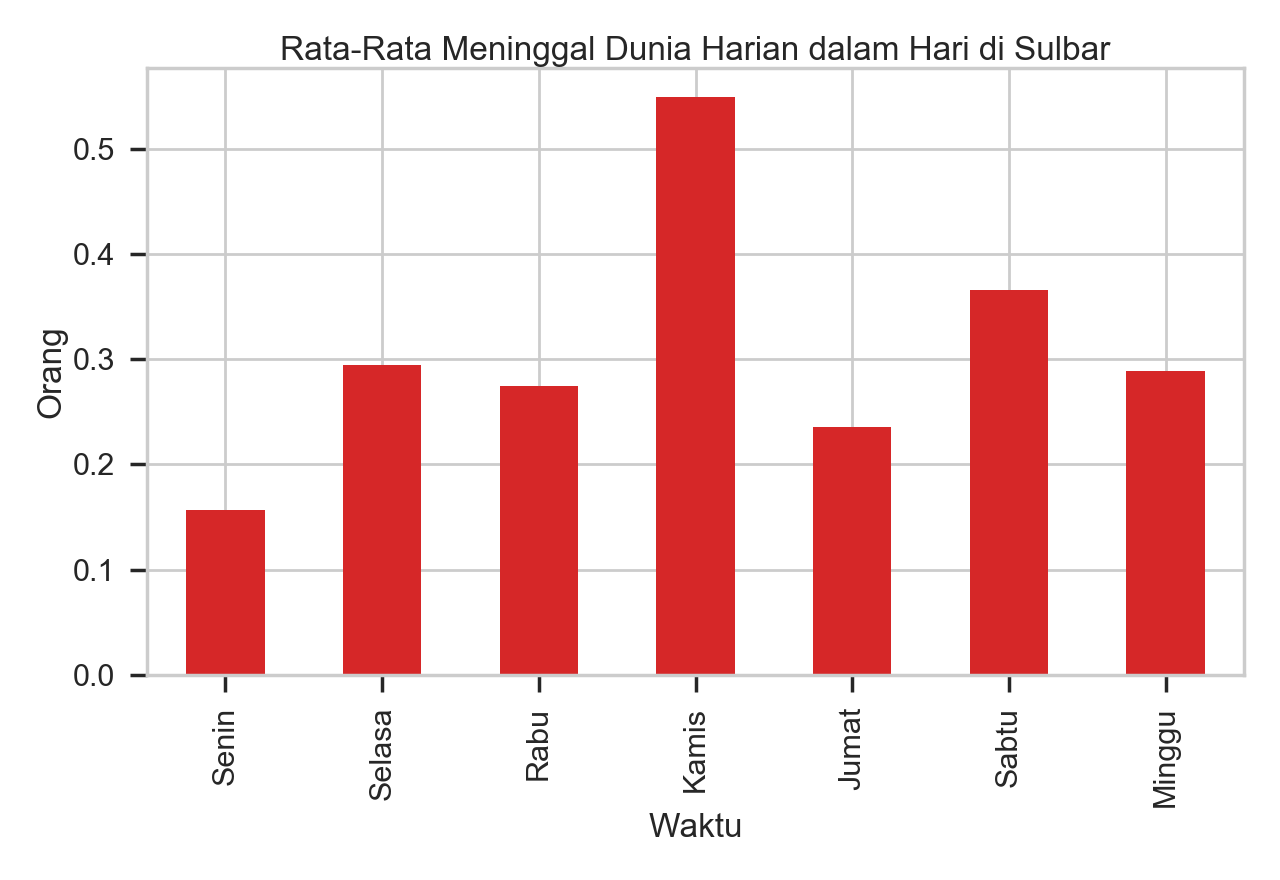 Rata-Rata Meninggal Dunia Harian dalam Hari di Sulbar
Orang
0.5
0.4
0.3
0.2
0.1
0.0
Senin
Selasa
Rabu
Kamis
Jumat
Sabtu
Minggu
Waktu